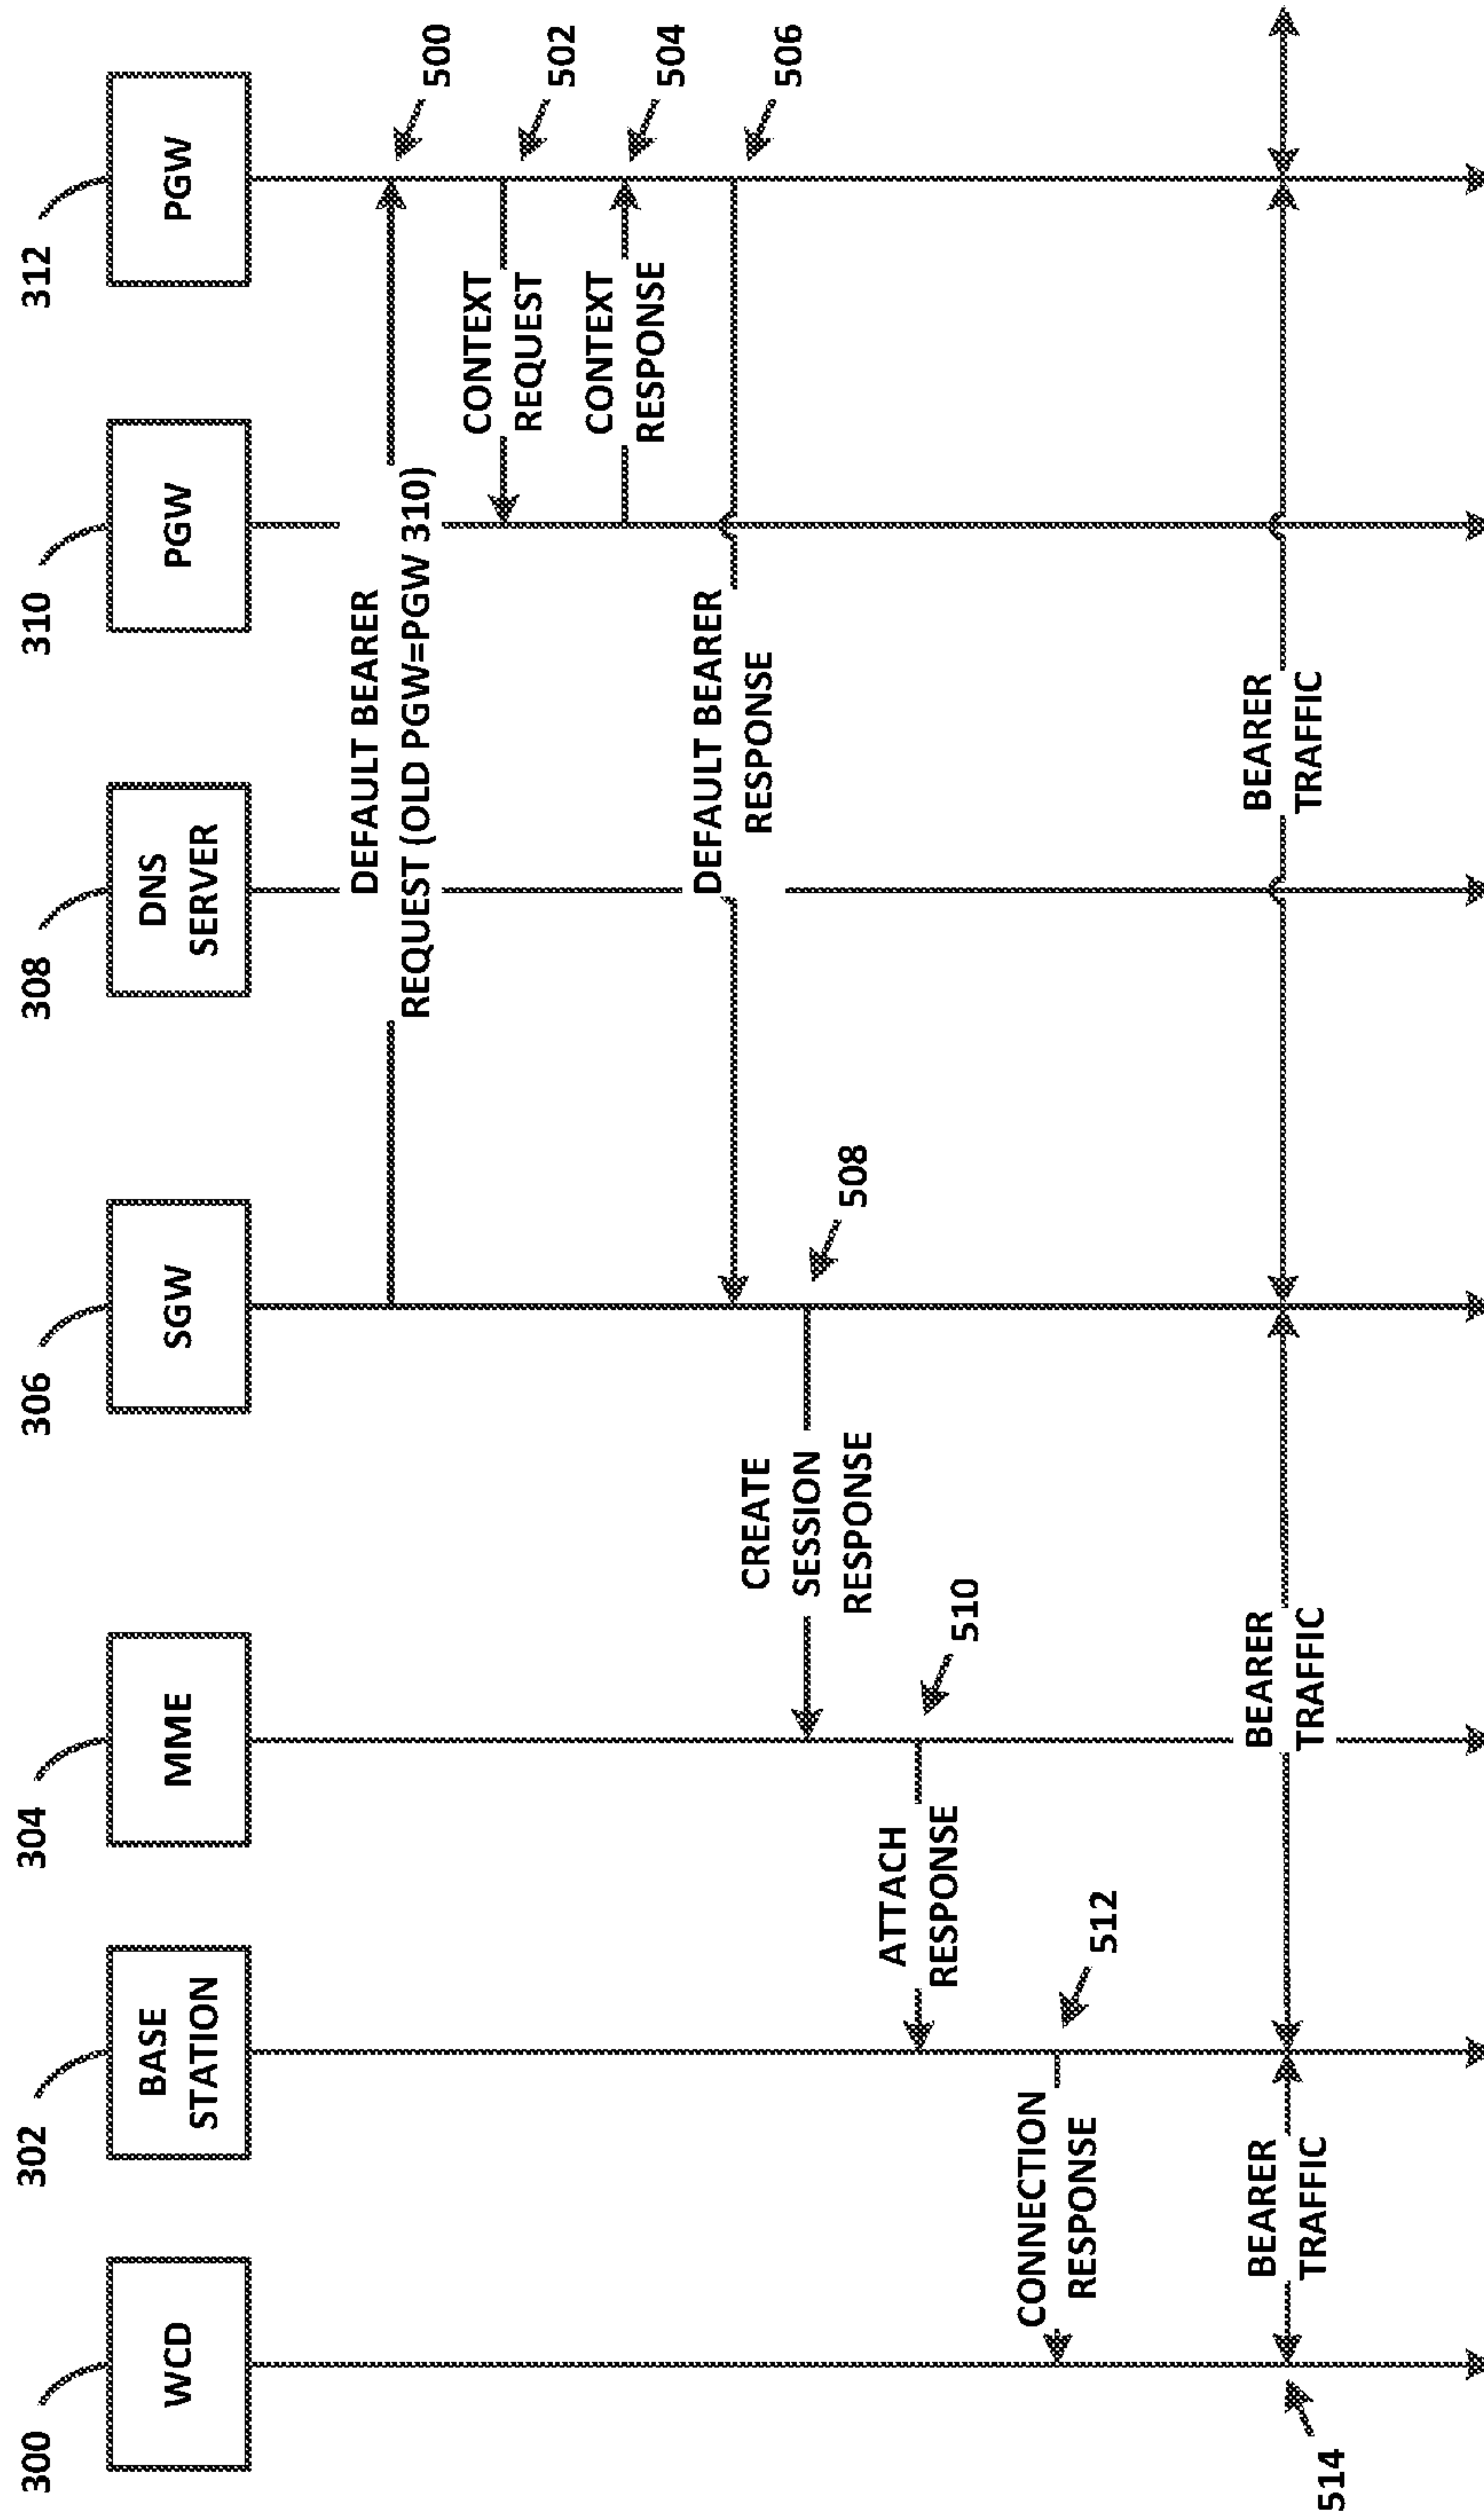 300
302
304
306
308
310
312
WCD
BASE
STATION
MME
SGW
DNS
SERVER
PGW
PGW
DEFAULT BEARER
REQUEST (OLD PGW=PGW 310)
500
CONTEXT
REQUEST
502
CONTEXT
RESPONSE
504
DEFAULT BEARER
RESPONSE
506
CREATE
SESSION
RESPONSE
508
ATTACH
RESPONSE
510
CONNECTION
RESPONSE
512
BEARER
TRAFFIC
BEARER
TRAFFIC
BEARER
TRAFFIC
514